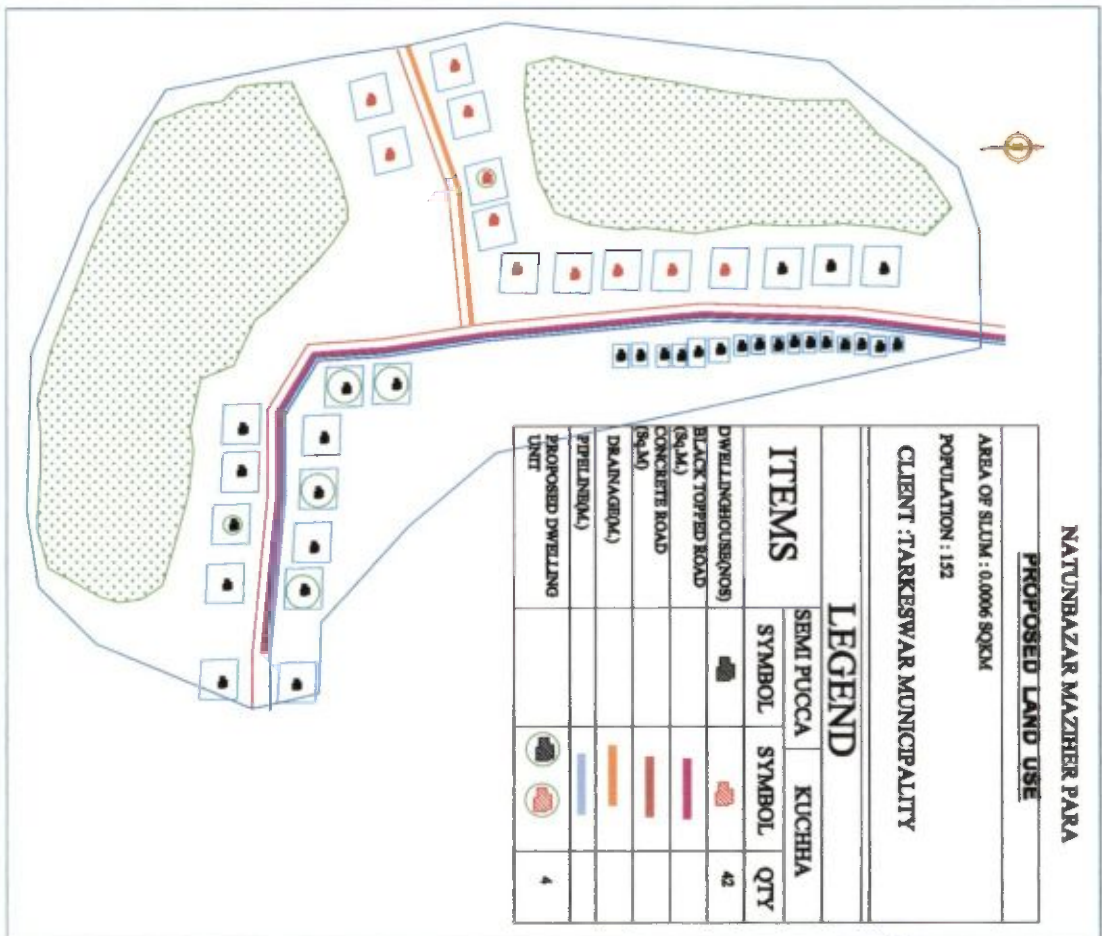 NATUNBAZAR MAZIHER PARA
PROPOSED LAND USE
AREA OF SLUM : 0.0006 SQKM
POPULATION : 152
CLIENT :TARKESWAR MUNICIPALITY
LEGEND
ITEMS SEMI PUCCA KUCHHA
SYMBOL SYMBOL QTY
DWELLINGHOUSE(NOS) 42
BLACK TOPPED ROAD
(Sq.M.)
CONCRETE ROAD
(Sq.M)
DRAINAGE(M.)
PIPELINE(M.)
PROPOSED DWELLING
UNIT 4